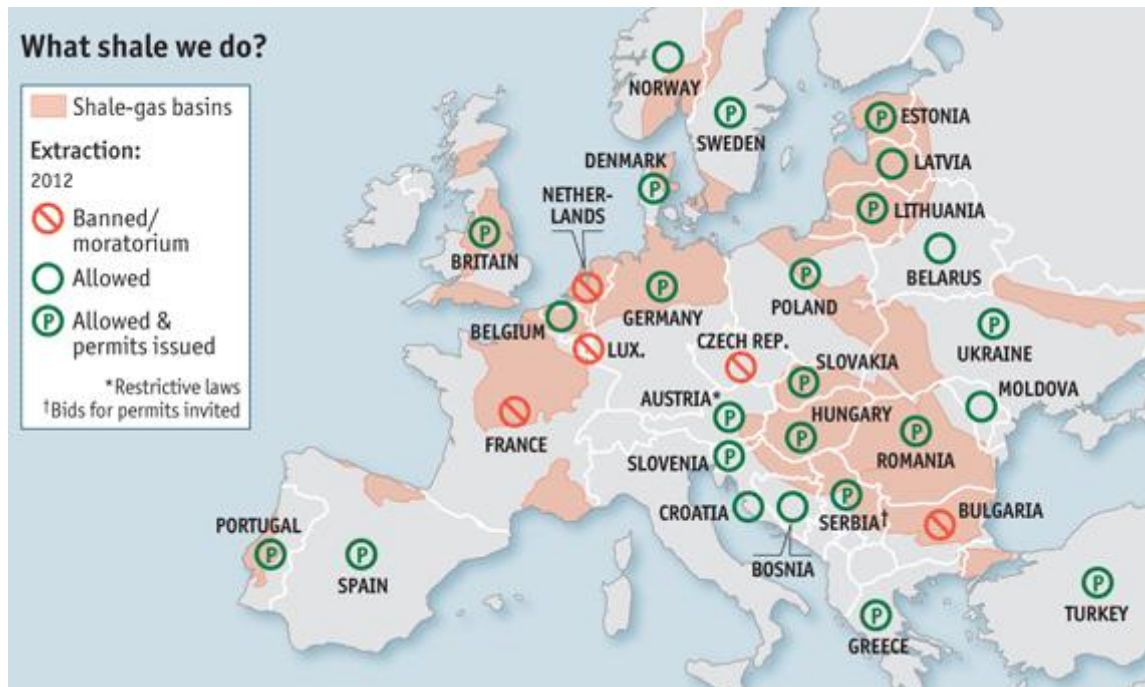 What shale we do?
Shale-gas basins
Extraction:
2012
Banned/
moratorium
Allowed
P Allowed &
permits issued
*Restrictive laws
†Bids for permits invited
NORWAY
P
SWEDEN
P ESTONIA
LATVIA
P LITHUANIA
DENMARK
P
NETHER-
LANDS
P
BRITAIN
BELARUS
P
POLAND
P
GERMANY
BELGIUM
LUX.
CZECH REP.
P
UKRAINE
SLOVAKIA
P
MOLDOVA
AUSTRIA*
P
HUNGARY
P
P
ROMANIA
FRANCE
SLOVENIA P
CROATIA
BOSNIA
P
SERBIA†
BULGARIA
PORTUGAL
P
P
SPAIN
P
TURKEY
P
GREECE